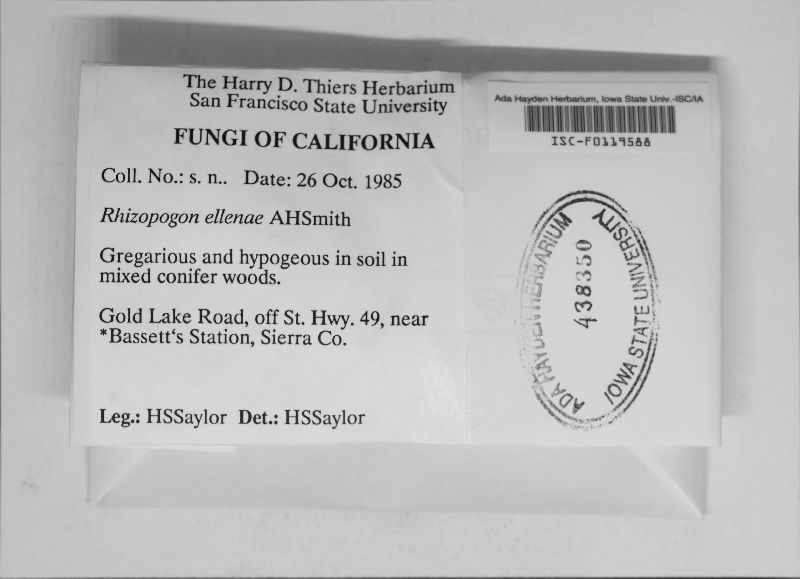 The Harry D. Thiers Herbarium
San Francisco State University
FUNGI OF CALIFORNIA
Coll. No.: s. n.. Date: 26 Oct. 1985
Rhizopogon ellenae AHSmith
Gregarious and hypogeous in soil in
mixed conifer woods.
Gold Lake Road, off St. Hwy. 49, near
*Bassett‘s Station, Sierra Co.
Leg.: HSSaylor Det.: HSSaylor
Ada Hayden Herbarium, Iowa State Univ.-ISC/IA
ISC-F0119588
ADA HAYDEN HERBARIUM
438350
IOWA STATE UNIVERSITY